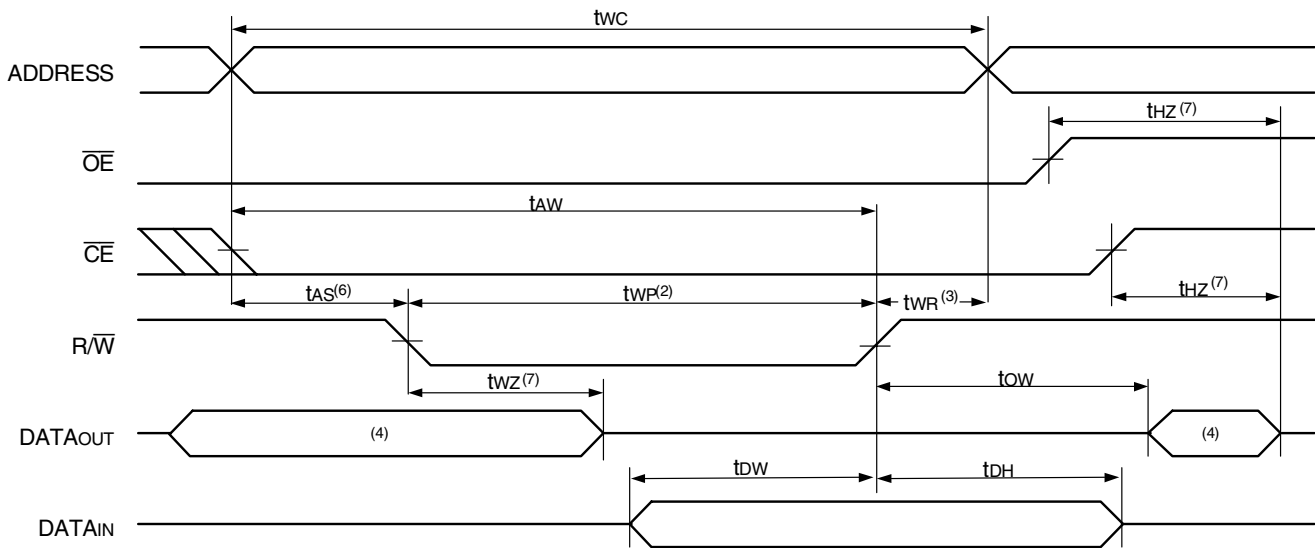 tWC
ADDRESS
tHZ(7)
OE
tAW
CE
tAS(6)
tWP(2)
tWR(3)
tHZ(7)
R/W
tWZ(7)
tOW
DATAOUT
(4)
(4)
tDW
tDH
DATAIN